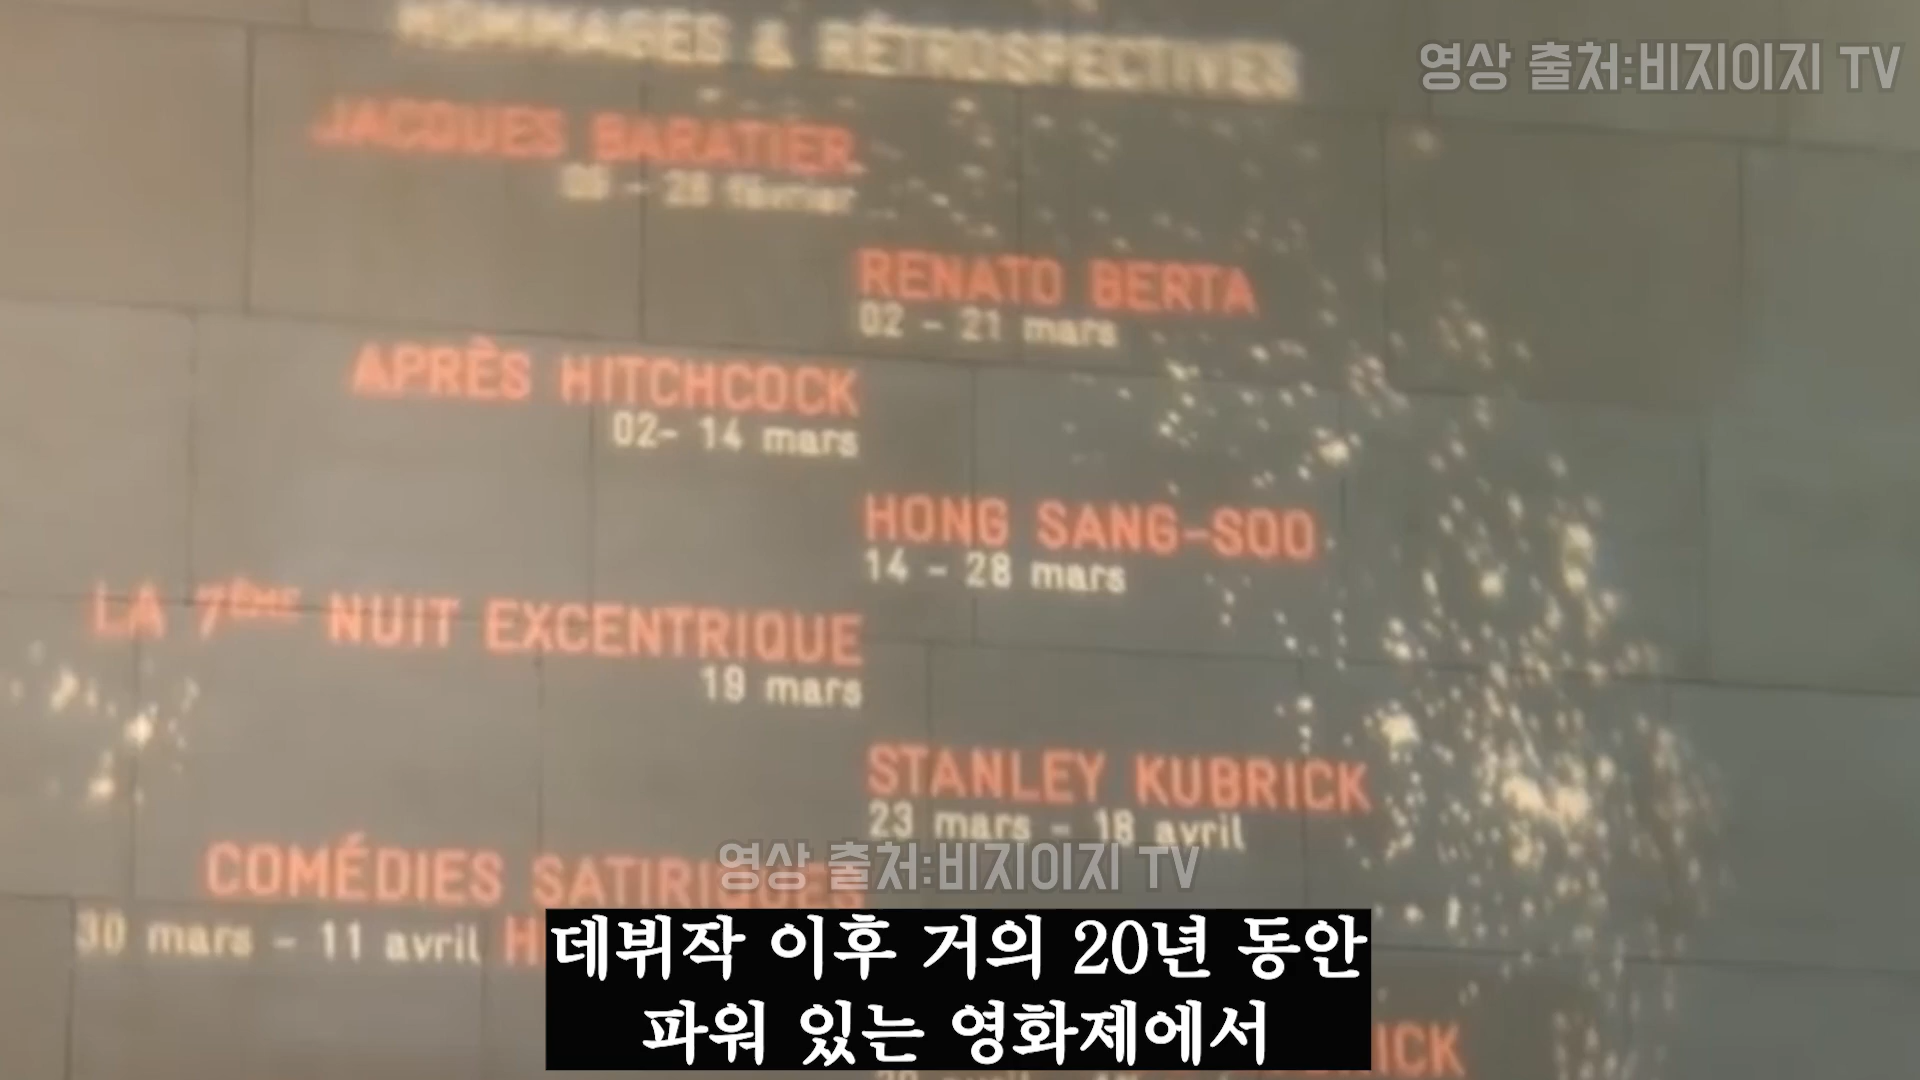 HOMMAGES & RÉTROSPECTIVES
영상 출처:비지이지 TV
JACQUES BARATIER
- 28 février
RENATO BERTA
02 - 21 mars
APRÈS HITCHCOCK
02- 14 mars
HONG SANG-SOO
14 - 28 mars
LA 7ÈME NUIT EXCENTRIQUE
19 mars
STANLEY KUBRICK
23 mars - 18 avril
영상 출처:비지이지 TV
COMÉDIES SATIRIQUES
30 mars - 11 avril
데뷔작 이후 거의 20년 동안
파워 있는 영화제에서